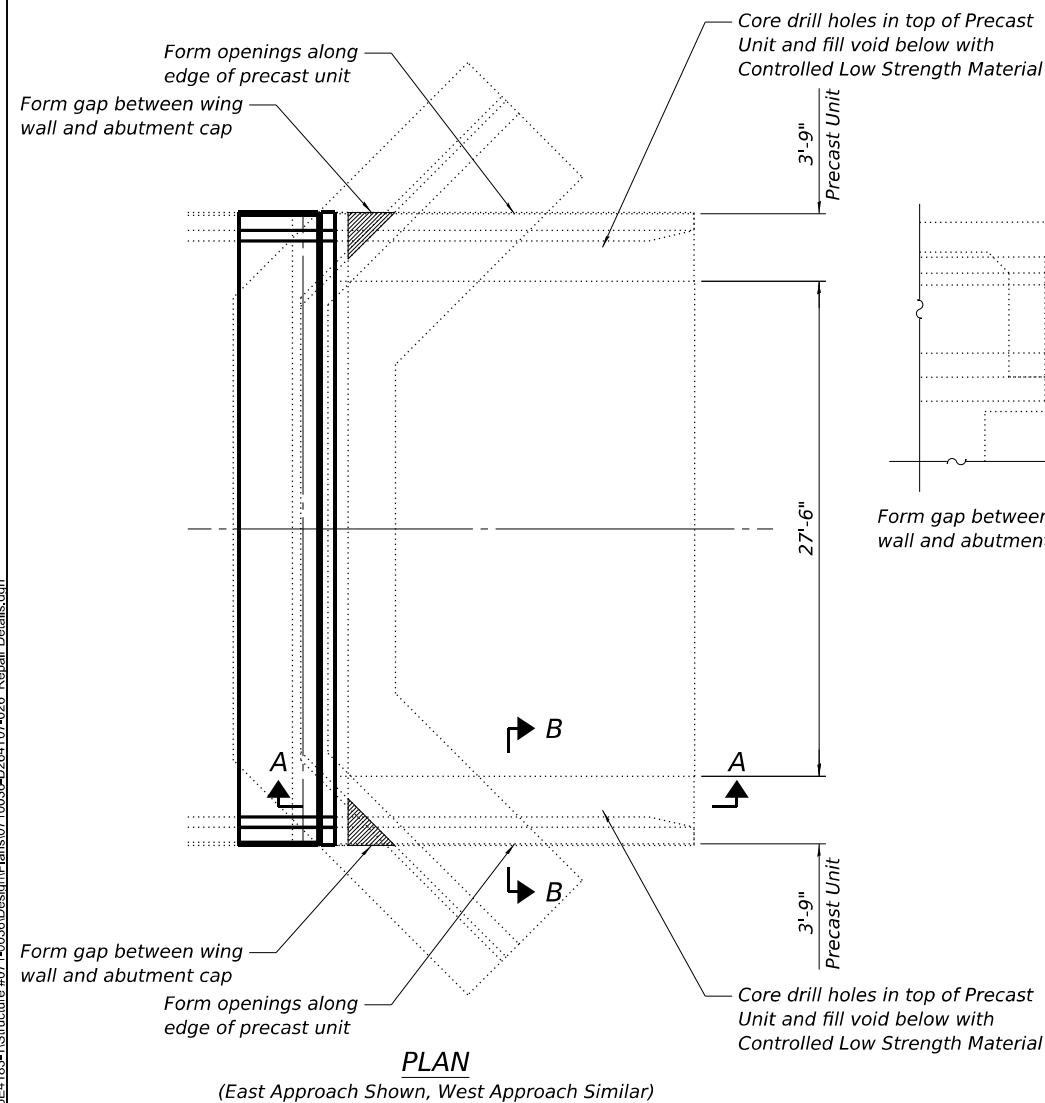 Core drill holes in top of Precast
Unit and fill void below with
Controlled Low Strength Material
Form openings along
edge of precast unit
Form gap between wing
wall and abutment cap
3'-9"
Precast Unit
27'-6"
Form gap between
wall and abutment
B
A
A
B
3'-9"
Precast Unit
Form gap between wing
wall and abutment cap
Form openings along
edge of precast unit
Core drill holes in top of Precast
Unit and fill void below with
Controlled Low Strength Material
PLAN
(East Approach Shown, West Approach Similar)